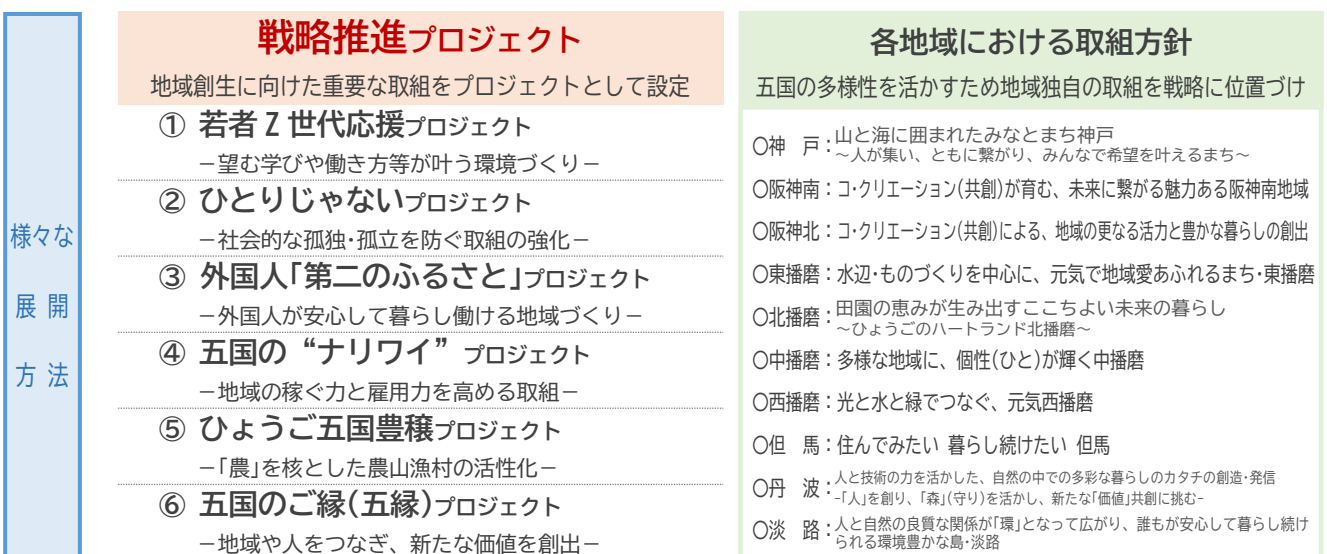 様々な
展開
方法
戦略推進プロジェクト
地域創生に向けた重要な取組をプロジェクトとして設定
① 若者Z世代応援プロジェクト
－望む学びや働き方等が叶う環境づくり－
② ひとりじゃないプロジェクト
－社会的な孤独・孤立を防ぐ取組の強化－
③ 外国人「第二のふるさと」プロジェクト
－外国人が安心して暮らし働ける地域づくり－
④ 五国の“ナリワイ”プロジェクト
－地域の稼ぐ力と雇用力を高める取組－
⑤ ひょうご五国豊穣プロジェクト
－「農」を核とした農山漁村の活性化－
⑥ 五国のご縁(五縁)プロジェクト
－地域や人をつなぎ、新たな価値を創出－
各地域における取組方針
五国の多様性を活かすため地域独自の取組を戦略に位置づけ
〇神　戸：山と海に囲まれたみなとまち神戸
～人が集い、ともに繋がり、みんなで希望を叶えるまち～
〇阪神南：コ・クリエーション(共創)が育む、未来に繋がる魅力ある阪神南地域
〇阪神北：コ・クリエーション(共創)による、地域の更なる活力と豊かな暮らしの創出
〇東播磨：水辺・ものづくりを中心に、元気で地域愛あふれるまち・東播磨
〇北播磨：田園の恵みが生み出すここちよい未来の暮らし
～ひょうごのハートランド北播磨～
〇中播磨：多様な地域に、個性(ひと)が輝く中播磨
〇西播磨：光と水と緑でつなぐ、元気西播磨
〇但　馬：住んでみたい 暮らし続けたい 但馬
〇丹　波：人と技術の力を活かした、自然の中での多彩な暮らしのカタチの創造・発信
-「人」を創り、「森」(守り)を活かし、新たな「価値」共創に挑む-
〇淡　路：人と自然の良質な関係が「環」となって広がり、誰もが安心して暮らし続け
られる環境豊かな島・淡路